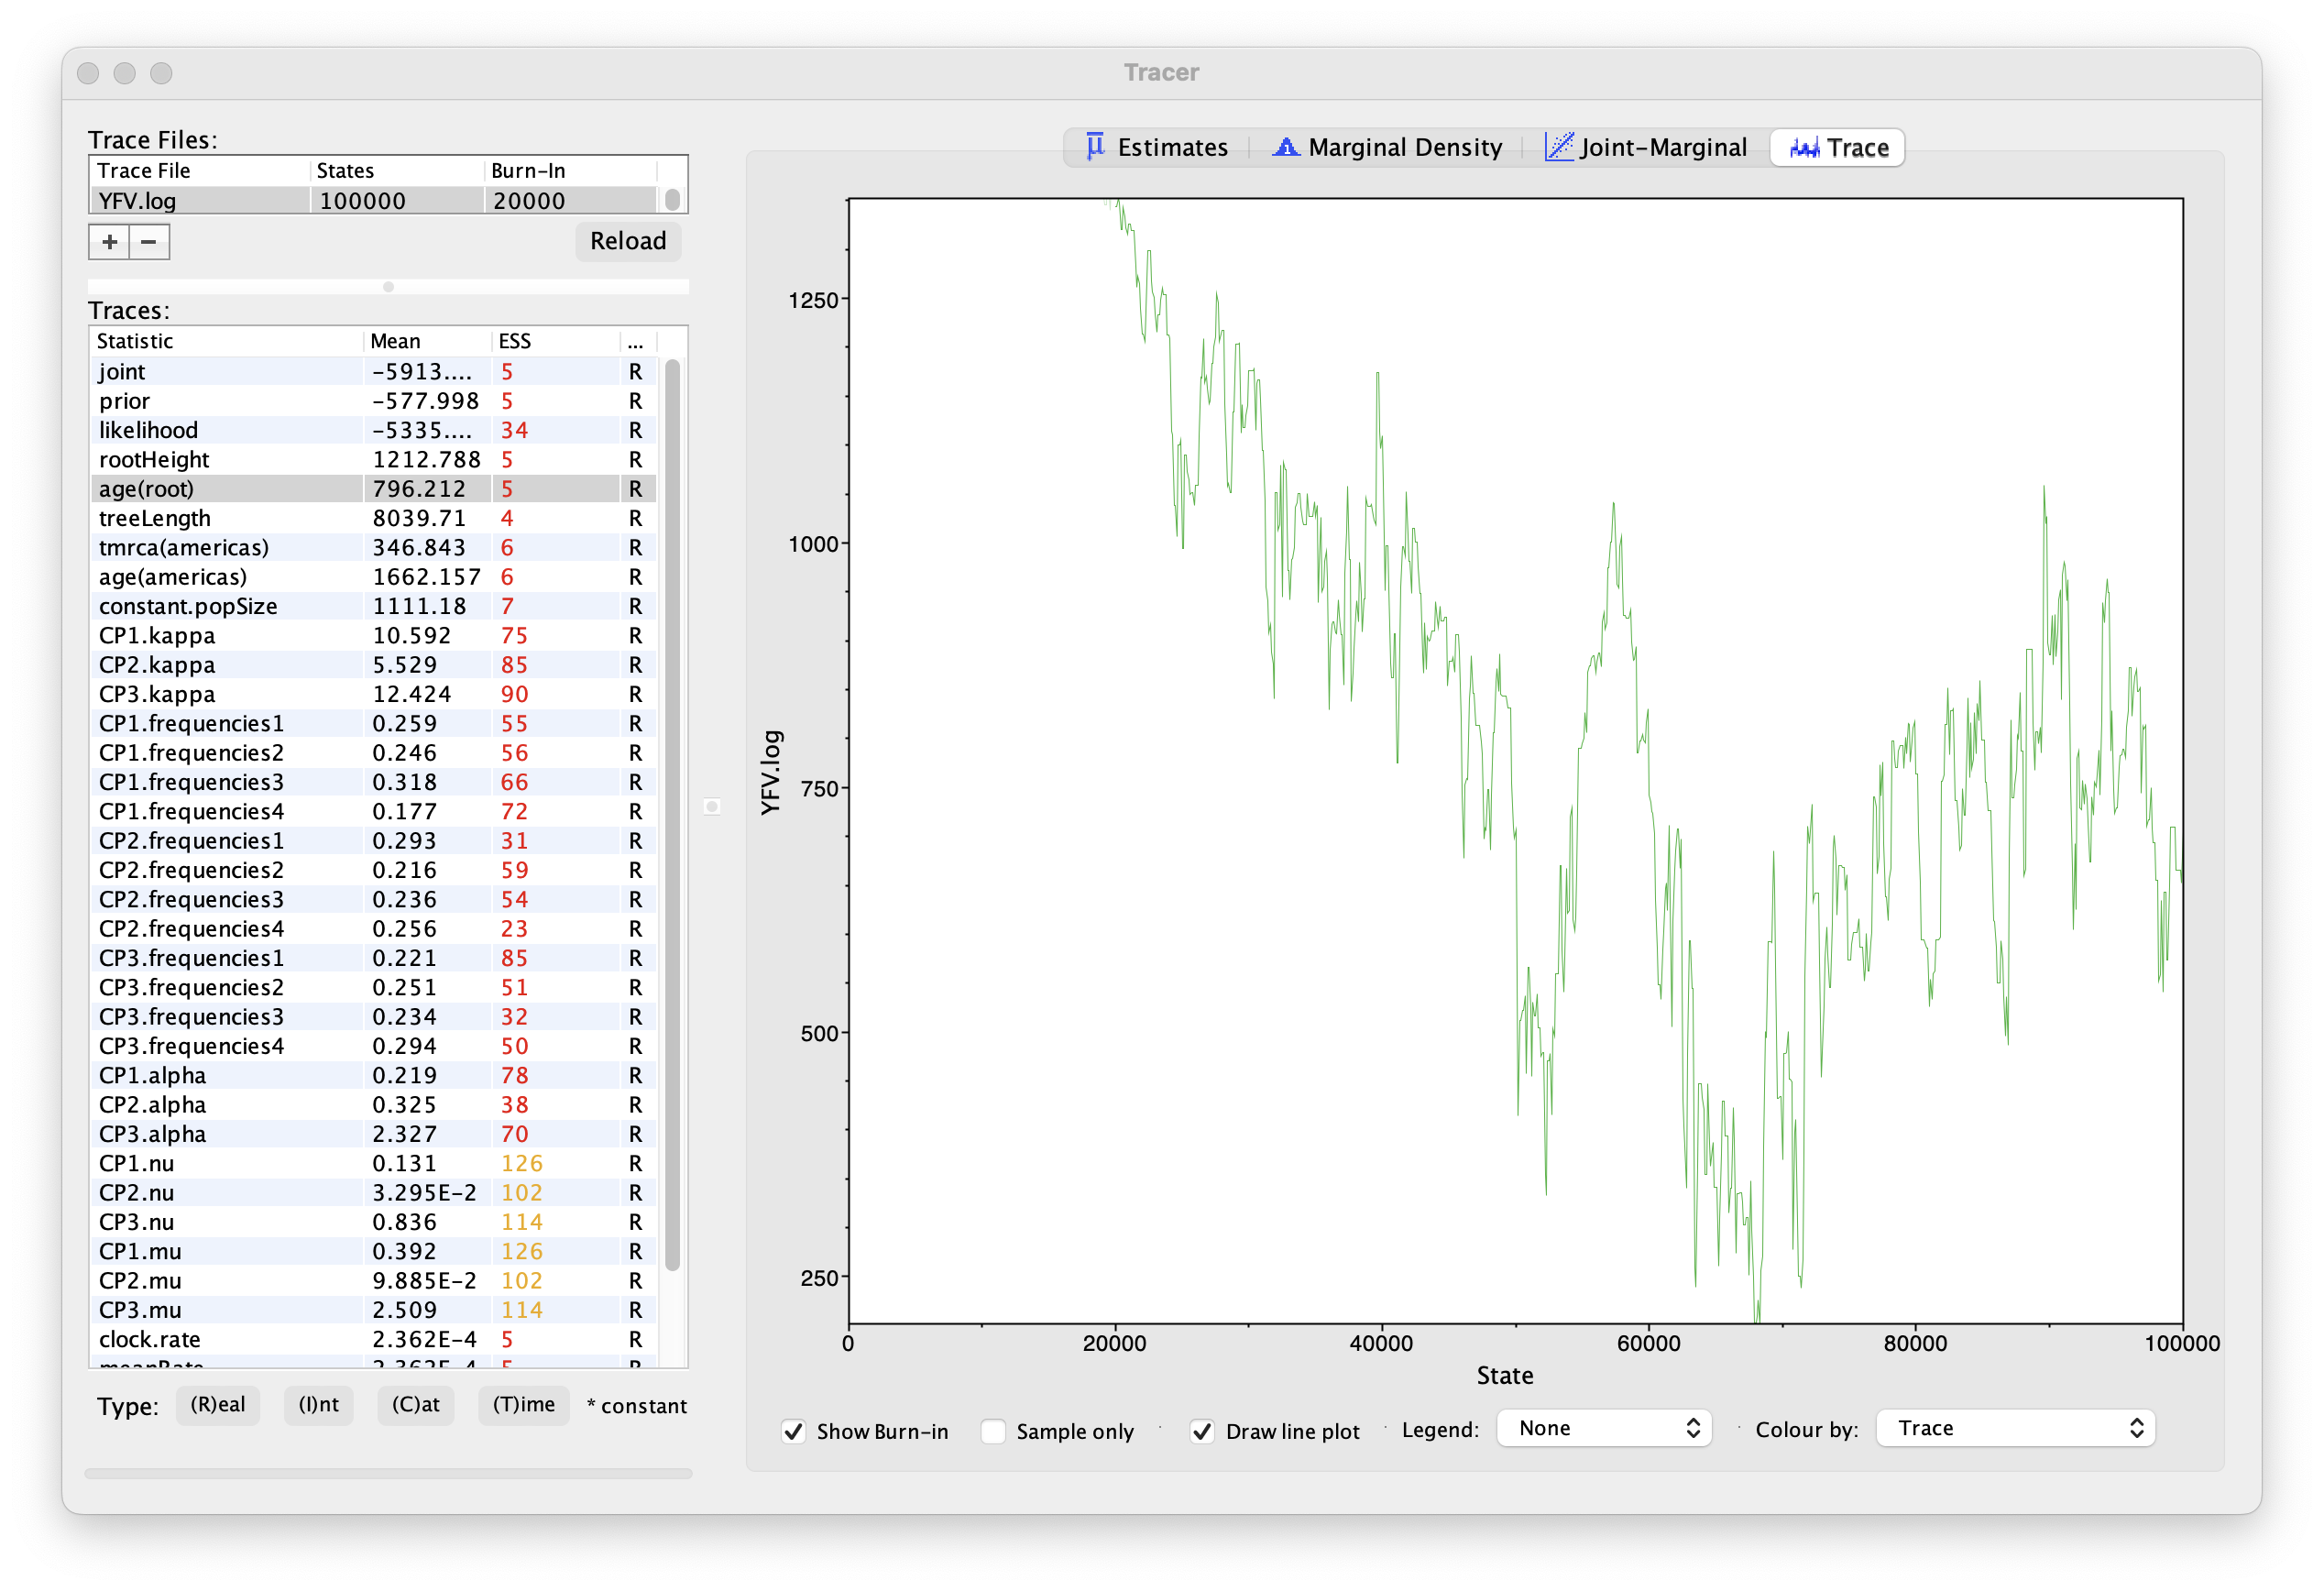 Tracer
Trace Files:
Trace File States Burn-In
YFV.log 100000 20000
+ −
Reload
Traces:
Statistic Mean ESS ...
joint −5913.... 5 R
prior −577.998 5 R
likelihood −5335.... 34 R
rootHeight 1212.788 5 R
age(root) 796.212 5 R
treeLength 8039.71 4 R
tmrca(americas) 346.843 6 R
age(americas) 1662.157 6 R
constant.popSize 1111.18 7 R
CP1.kappa 10.592 75 R
CP2.kappa 5.529 85 R
CP3.kappa 12.424 90 R
CP1.frequencies1 0.259 55 R
CP1.frequencies2 0.246 56 R
CP1.frequencies3 0.318 66 R
CP1.frequencies4 0.177 72 R
CP2.frequencies1 0.293 31 R
CP2.frequencies2 0.216 59 R
CP2.frequencies3 0.236 54 R
CP2.frequencies4 0.256 23 R
CP3.frequencies1 0.221 85 R
CP3.frequencies2 0.251 51 R
CP3.frequencies3 0.234 32 R
CP3.frequencies4 0.294 50 R
CP1.alpha 0.219 78 R
CP2.alpha 0.325 38 R
CP3.alpha 2.327 70 R
CP1.nu 0.131 126 R
CP2.nu 3.295E-2 102 R
CP3.nu 0.836 114 R
CP1.mu 0.392 126 R
CP2.mu 9.885E-2 102 R
CP3.mu 2.509 114 R
clock.rate 2.362E-4 5 R
meanRate 2.362E-4 5 R
Type: (R)eal (I)nt (C)at (T)ime * constant
Estimates Marginal Density Joint-Marginal Trace
1250
1000
750
500
250
YFV.log
0 20000 40000 60000 80000 100000
State
Show Burn-in Sample only Draw line plot Legend: None Colour by: Trace